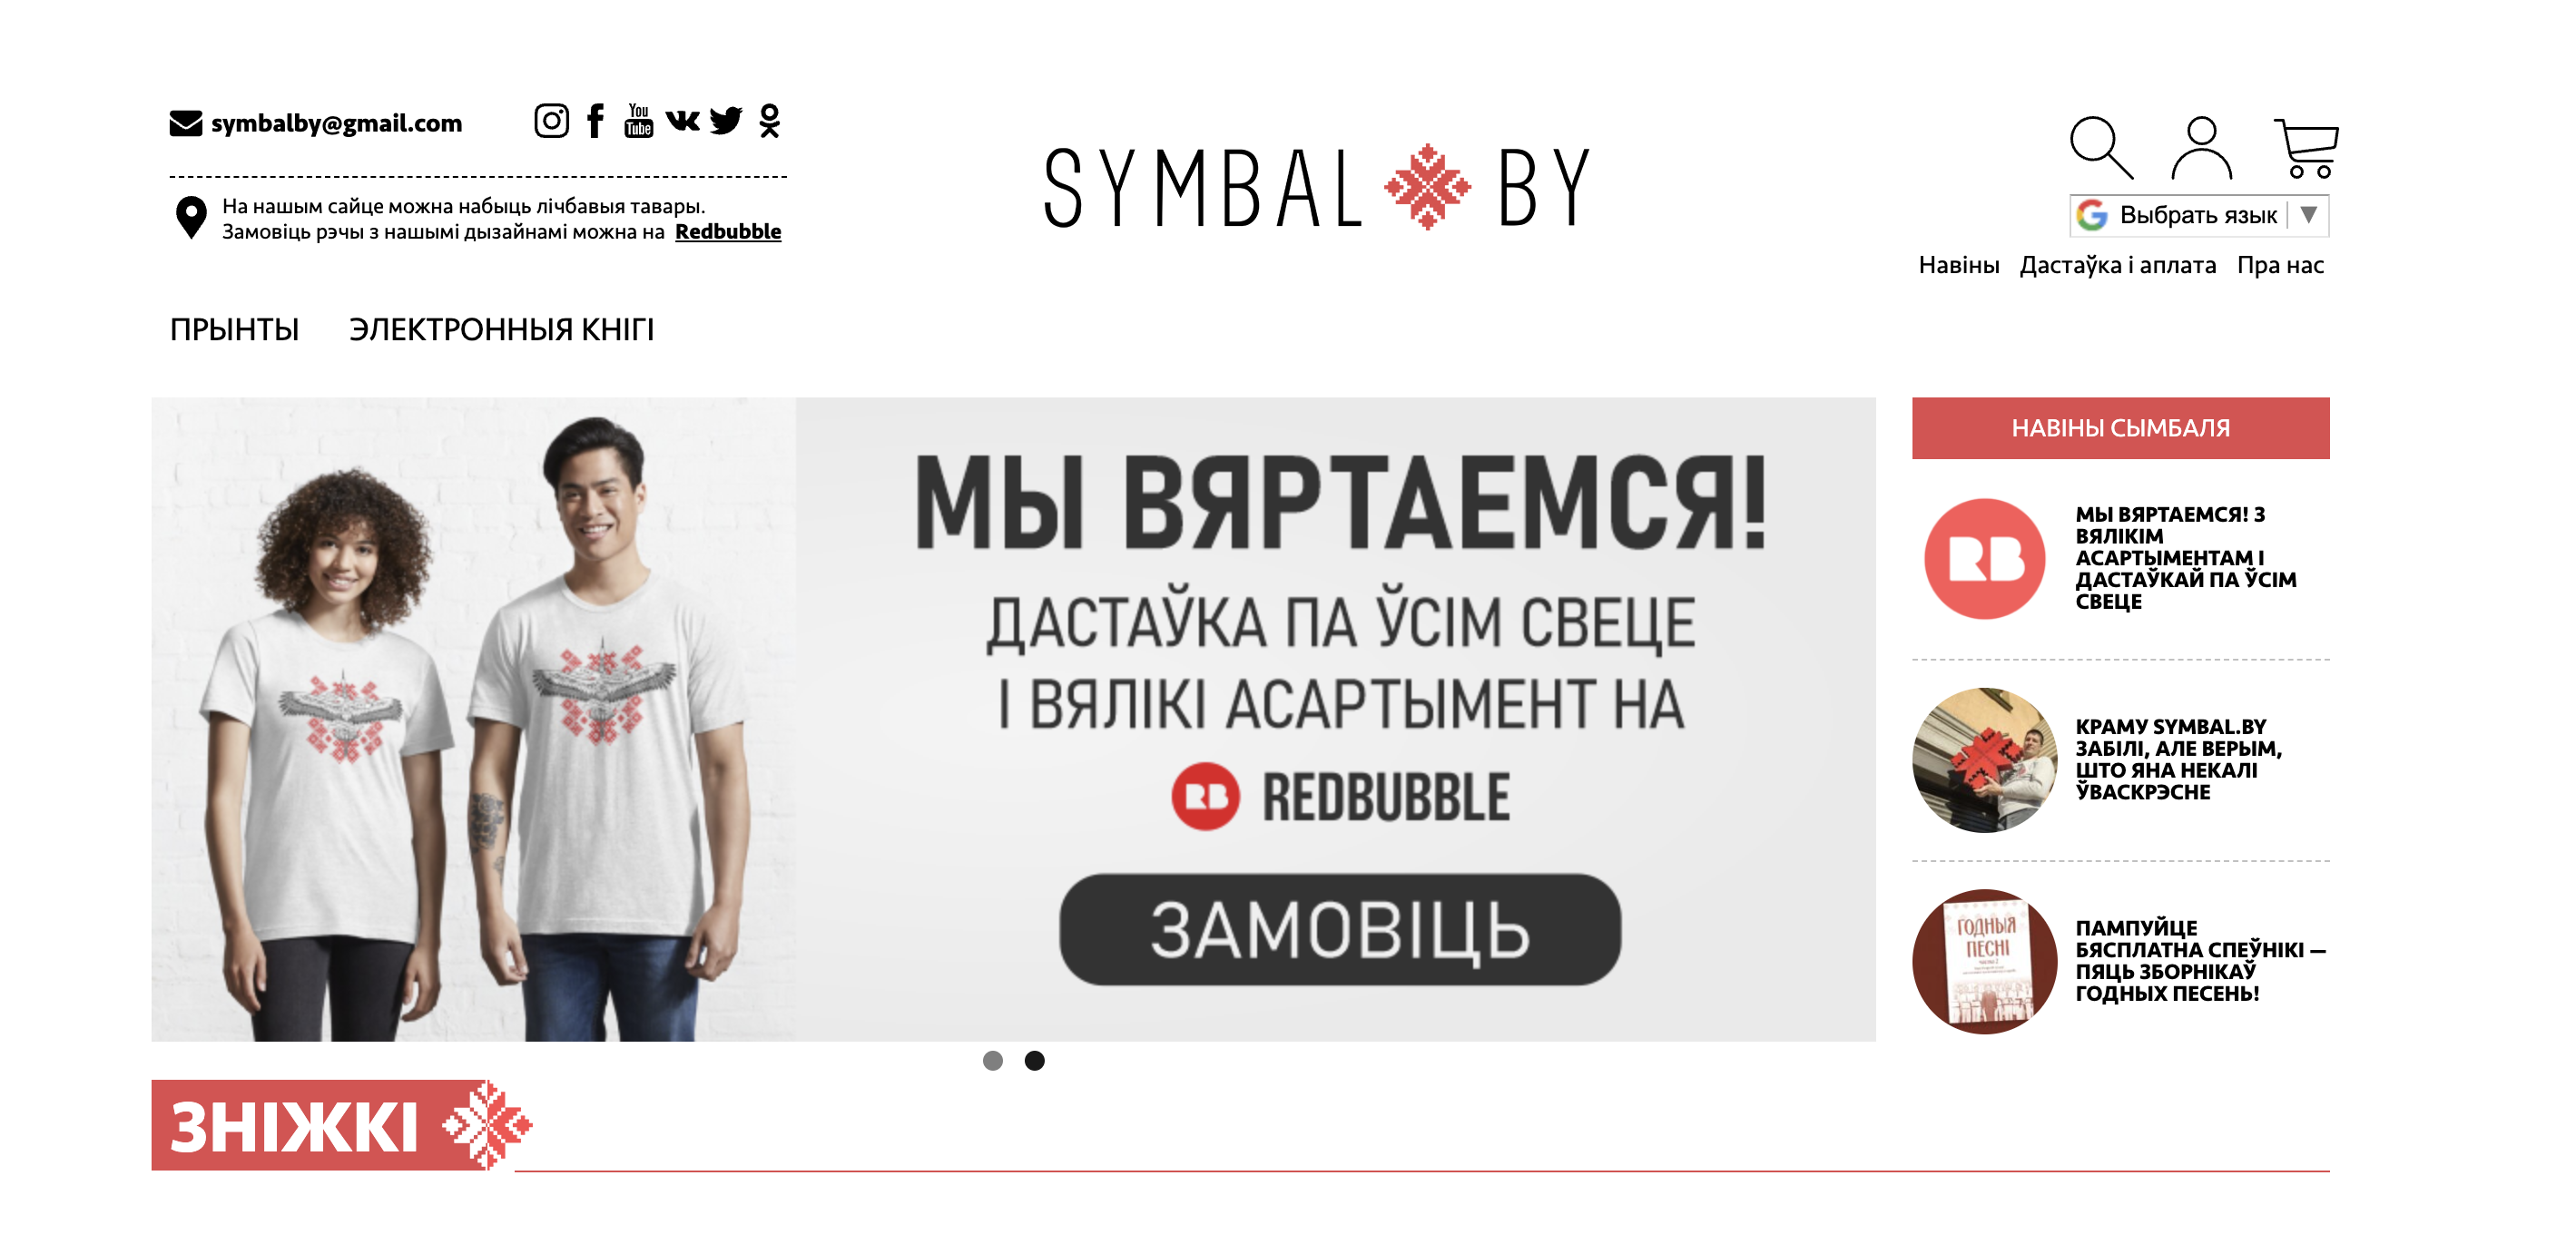 symbalby@gmail.com
You
Tube
На нашым сайце можна набыць лічбавыя тавары.
Замовіць рэчы з нашымі дызайнамі можна на Redbubble
SYMBAL BY
Выбрать язык ▼
Навіны Дастаўка і аплата Пра нас
ПРЫНТЫ ЭЛЕКТРОННЫЯ КНІГІ
МЫ ВЯРТАЕМСЯ!
ДАСТАЎКА ПА ЎСІМ СВЕЦЕ
І ВЯЛІКІ АСАРТЫМЕНТ НА
RB REDBUBBLE
ЗАМОВІЦЬ
НАВІНЫ СЫМБАЛЯ
RB
МЫ ВЯРТАЕМСЯ! З
ВЯЛІКІМ
АСАРТЫМЕНТАМ І
ДАСТАЎКАЙ ПА ЎСІМ
СВЕЦЕ
КРАМУ SYMBAL.BY
ЗАБІЛІ, АЛЕ ВЕРЫМ,
ШТО ЯНА НЕКАЛІ
ЎВАСКРЭСНЕ
ГОДНЫЯ
ПЕСНІ
ПАМПУЙЦЕ
БЯСПЛАТНА СПЕЎНІКІ —
ПЯЦЬ ЗБОРНІКАЎ
ГОДНЫХ ПЕСЕНЬ!
ЗНІЖКІ